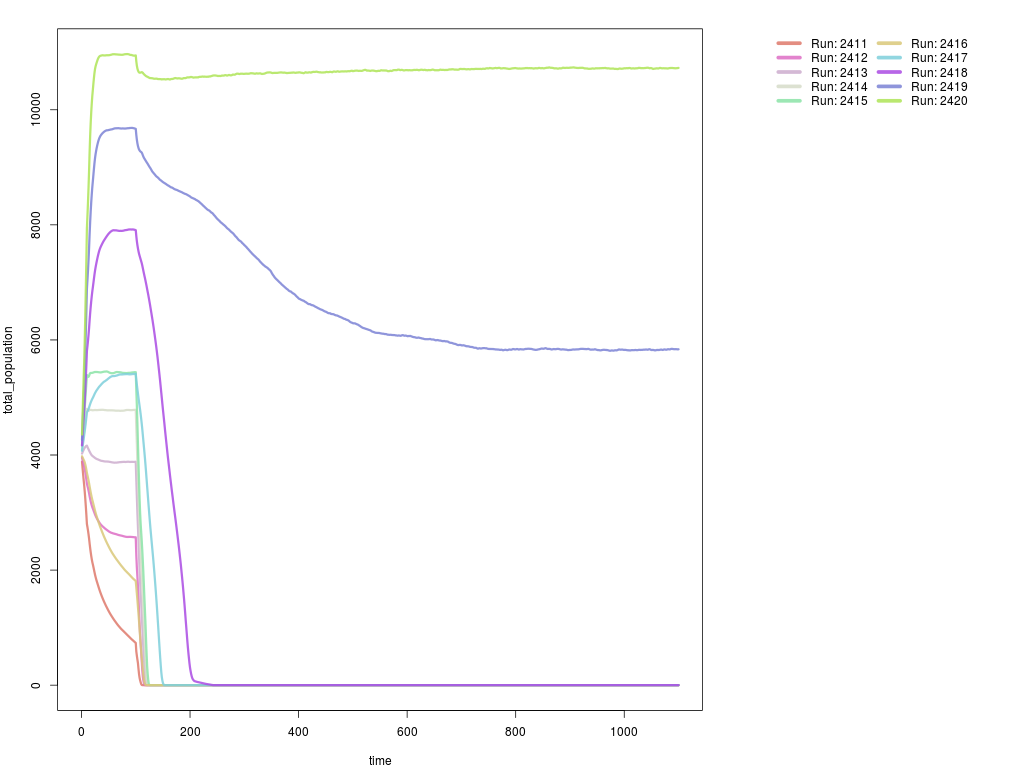 Run: 2411 Run: 2416
Run: 2412 Run: 2417
Run: 2413 Run: 2418
Run: 2414 Run: 2419
Run: 2415 Run: 2420
10000
8000
6000
4000
2000
0
total_population
0 200 400 600 800 1000
time